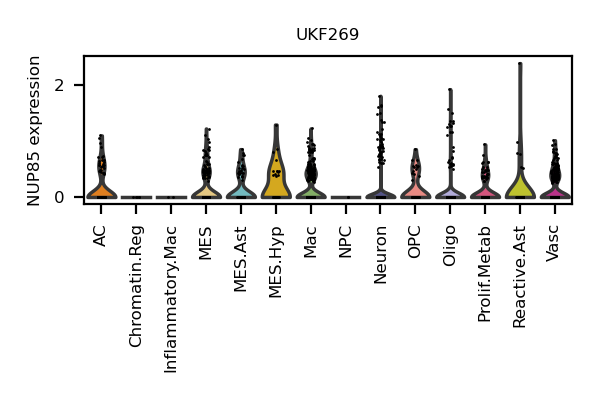 UKF269
NUP85 expression
2
0
AC
Chromatin.Reg
Inflammatory.Mac
MES
MES.Ast
MES.Hyp
Mac
NPC
Neuron
OPC
Oligo
Prolif.Metab
Reactive.Ast
Vasc